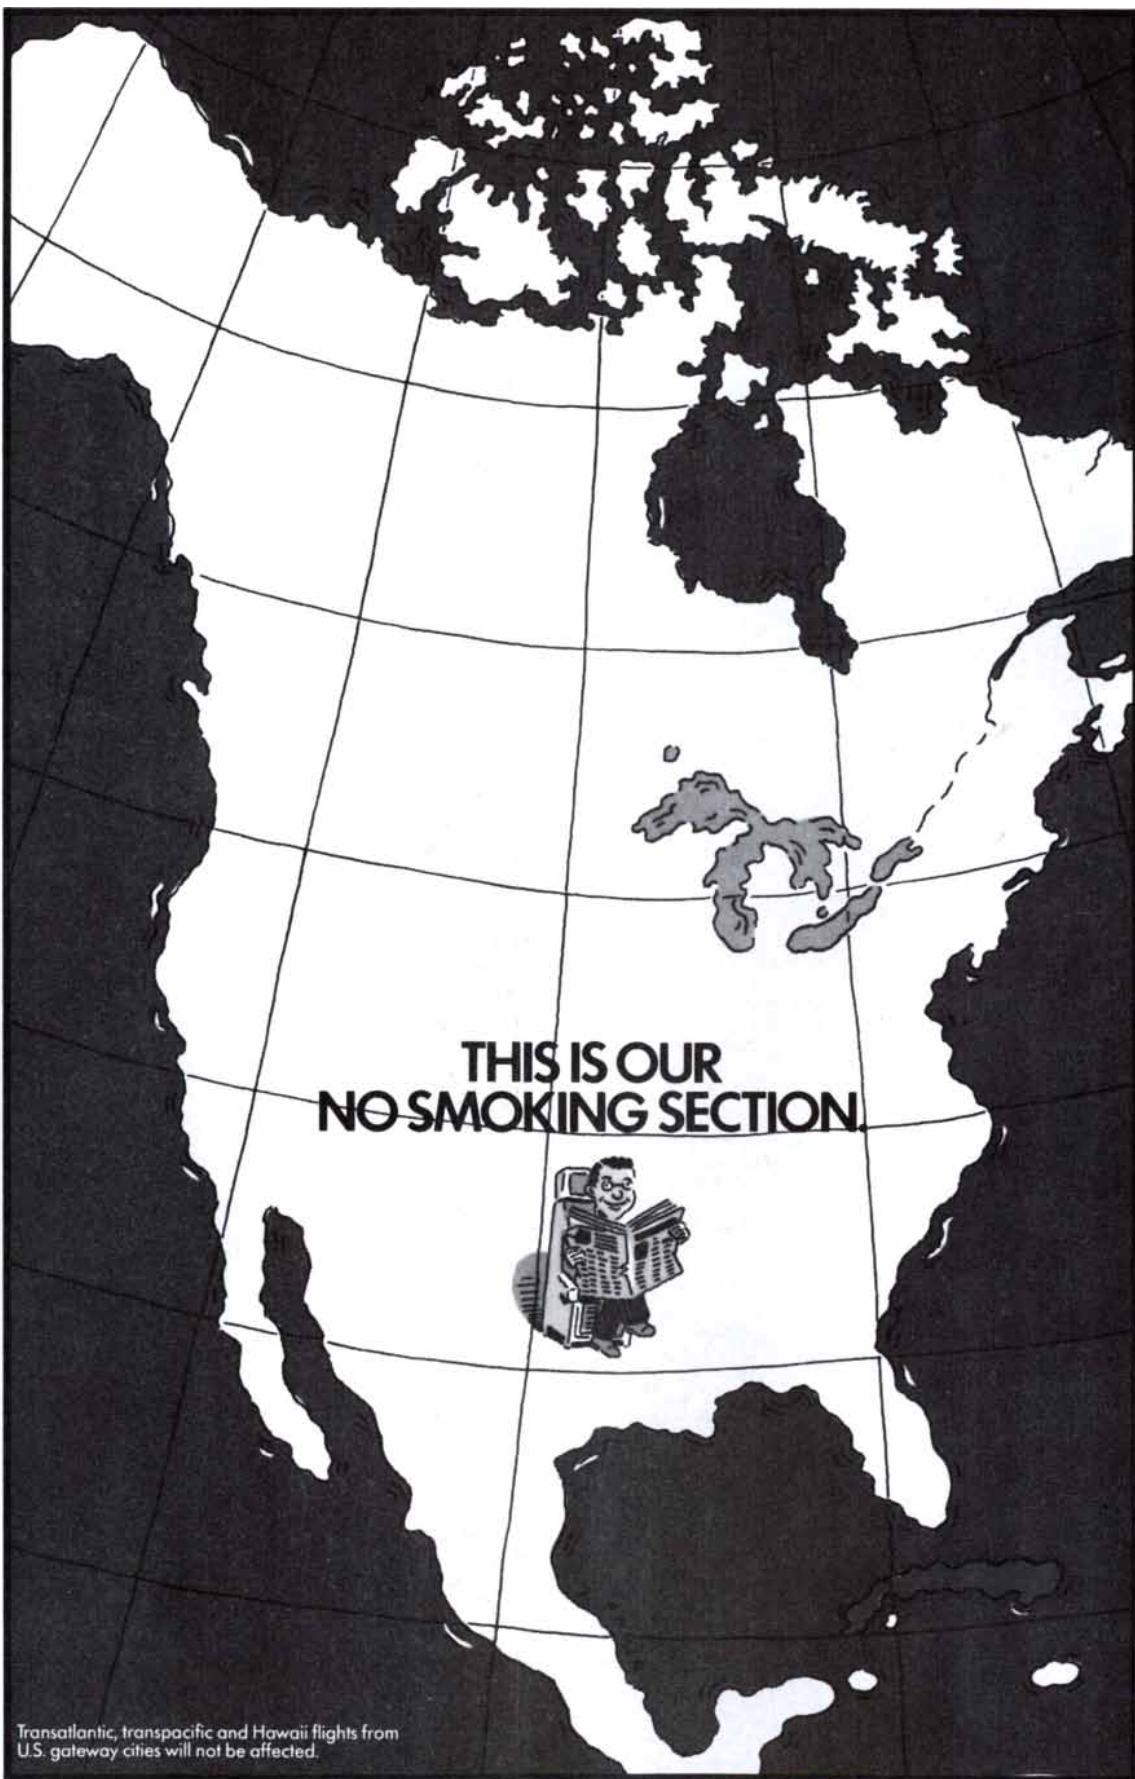 THIS IS OUR
NO SMOKING SECTION.
Transatlantic, transpacific and Hawaii flights from
U.S. gateway cities will not be affected.